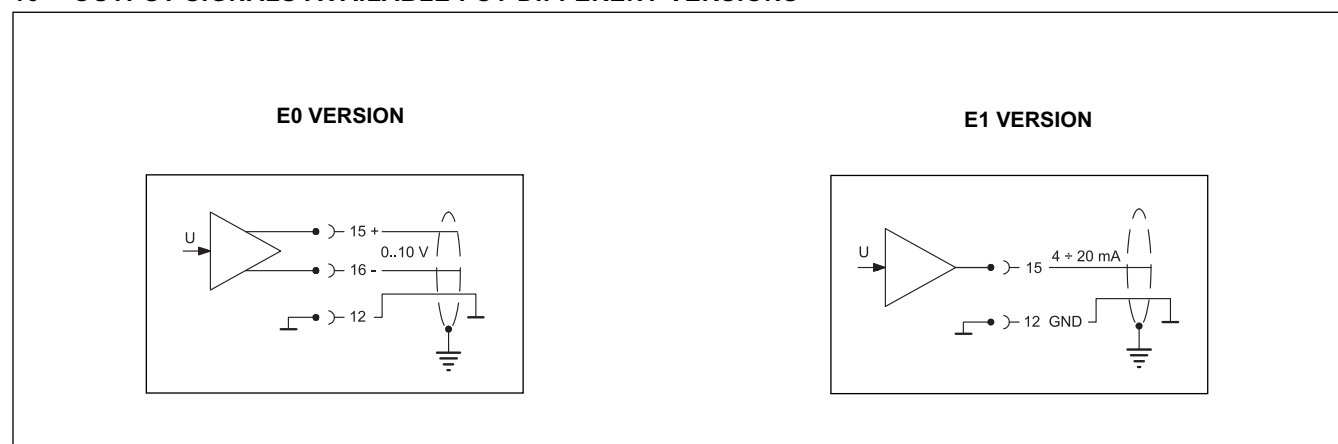 E0 VERSION
E1 VERSION
U
15 +
0..10 V
16 -
12
U
15
4 ÷ 20 mA
12 GND